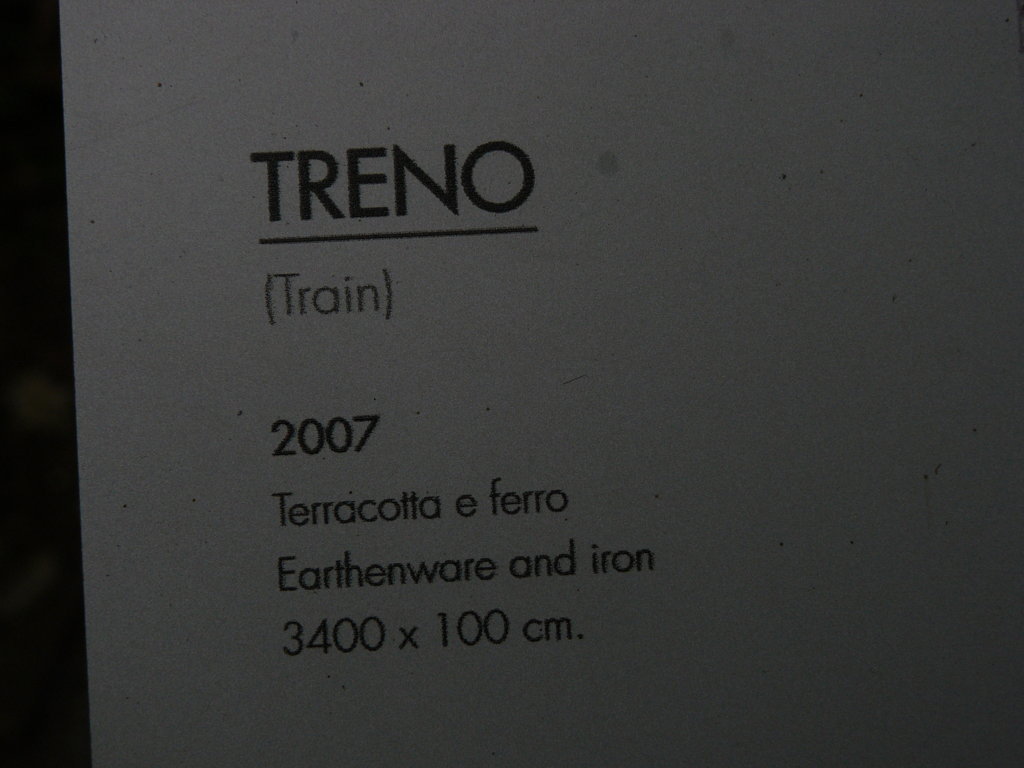 TRENO
(Train)
2007
Terracotta e ferro
Earthenware and iron
3400 x 100 cm.